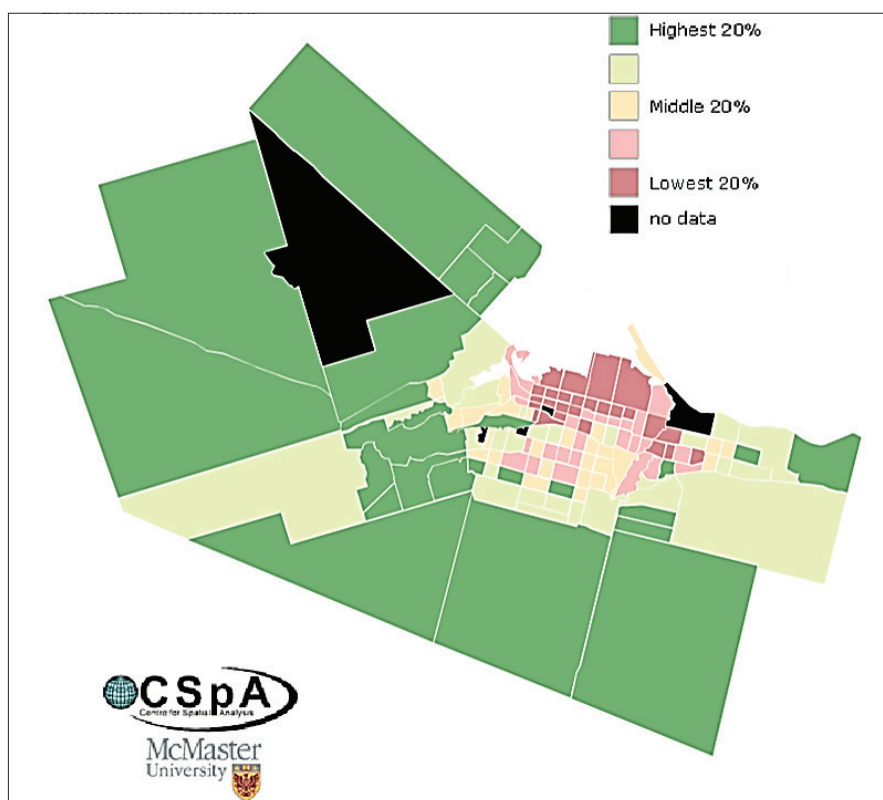 Highest 20%
Middle 20%
Lowest 20%
no data
CSpA
Centre for Spatial Analysis
McMaster
University